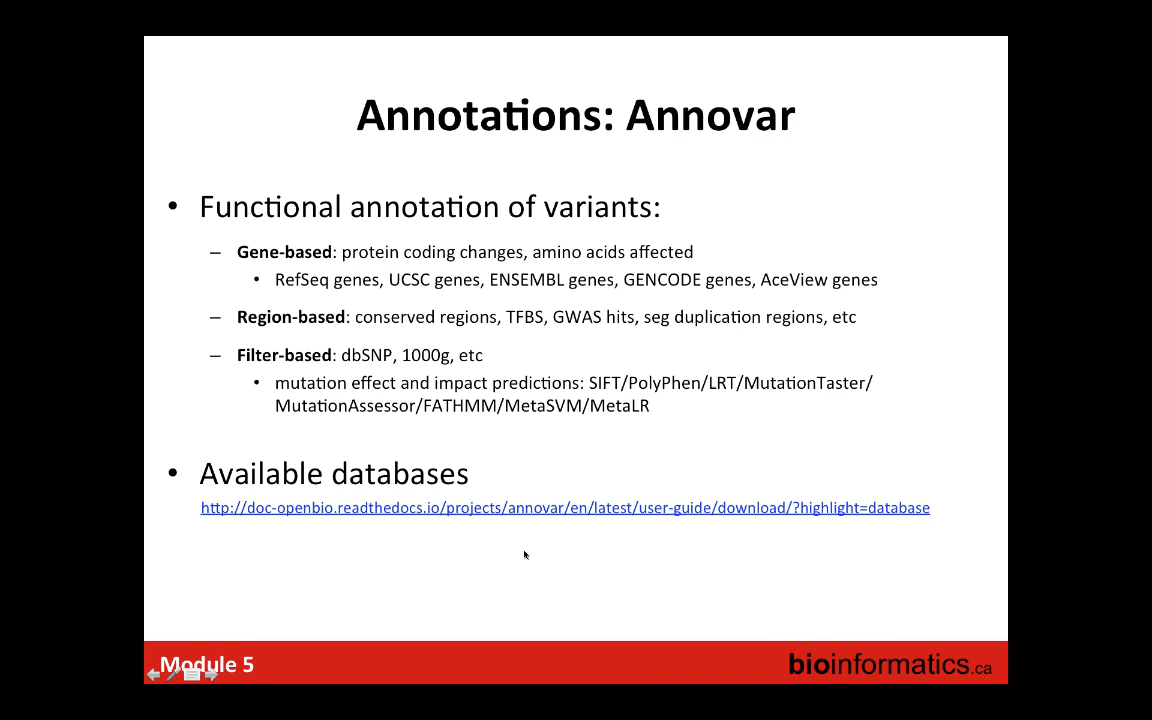 Annotations: Annovar
• Functional annotation of variants:
– Gene-based: protein coding changes, amino acids affected
• RefSeq genes, UCSC genes, ENSEMBL genes, GENCODE genes, AceView genes
– Region-based: conserved regions, TFBS, GWAS hits, seg duplication regions, etc
– Filter-based: dbSNP, 1000g, etc
• mutation effect and impact predictions: SIFT/PolyPhen/LRT/MutationTaster/
MutationAssessor/FATHMM/MetaSVM/MetaLR
• Available databases
http://doc-openbio.readthedocs.io/projects/annovar/en/latest/user-guide/download/?highlight=database
Module 5
bioinformatics.ca